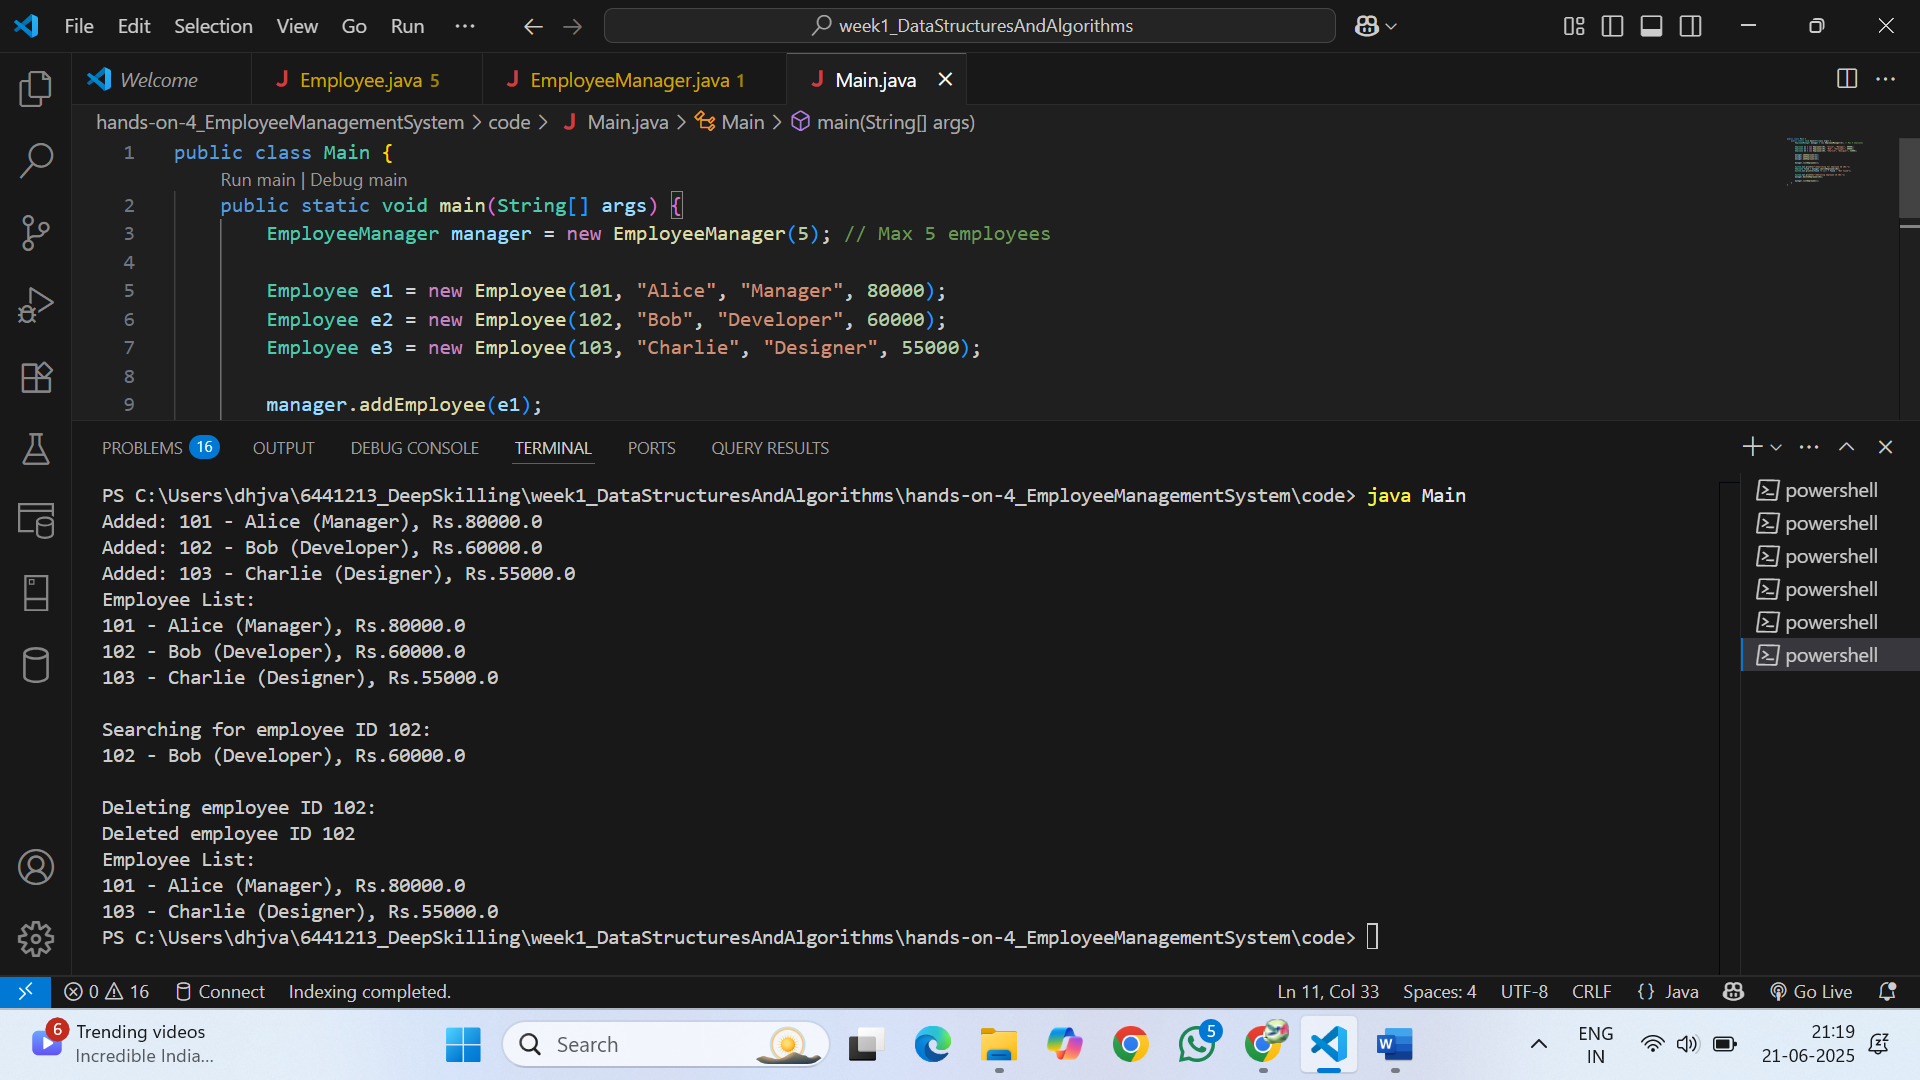 File Edit Selection View Go Run ··· week1_DataStructuresAndAlgorithms
Welcome Employee.java 5 EmployeeManager.java 1 Main.java
hands-on-4_EmployeeManagementSystem > code > Main.java > Main > main(String[] args)
1 public class Main {
Run main | Debug main
2 public static void main(String[] args) {
3 EmployeeManager manager = new EmployeeManager(5); // Max 5 employees
4
5 Employee e1 = new Employee(101, "Alice", "Manager", 80000);
6 Employee e2 = new Employee(102, "Bob", "Developer", 60000);
7 Employee e3 = new Employee(103, "Charlie", "Designer", 55000);
8
9 manager.addEmployee(e1);
PROBLEMS 16 OUTPUT DEBUG CONSOLE TERMINAL PORTS QUERY RESULTS
PS C:\Users\dhjva\6441213_DeepSkilling\week1_DataStructuresAndAlgorithms\hands-on-4_EmployeeManagementSystem\code> java Main
Added: 101 - Alice (Manager), Rs.80000.0
Added: 102 - Bob (Developer), Rs.60000.0
Added: 103 - Charlie (Designer), Rs.55000.0
Employee List:
101 - Alice (Manager), Rs.80000.0
102 - Bob (Developer), Rs.60000.0
103 - Charlie (Designer), Rs.55000.0
Searching for employee ID 102:
102 - Bob (Developer), Rs.60000.0
Deleting employee ID 102:
Deleted employee ID 102
Employee List:
101 - Alice (Manager), Rs.80000.0
103 - Charlie (Designer), Rs.55000.0
PS C:\Users\dhjva\6441213_DeepSkilling\week1_DataStructuresAndAlgorithms\hands-on-4_EmployeeManagementSystem\code>
powershell
powershell
powershell
powershell
powershell
powershell
0 16 Connect Indexing completed. Ln 11, Col 33 Spaces: 4 UTF-8 CRLF {} Java Go Live
6 Trending videos
Incredible India...
Search
5
ENG
IN
21:19
21-06-2025